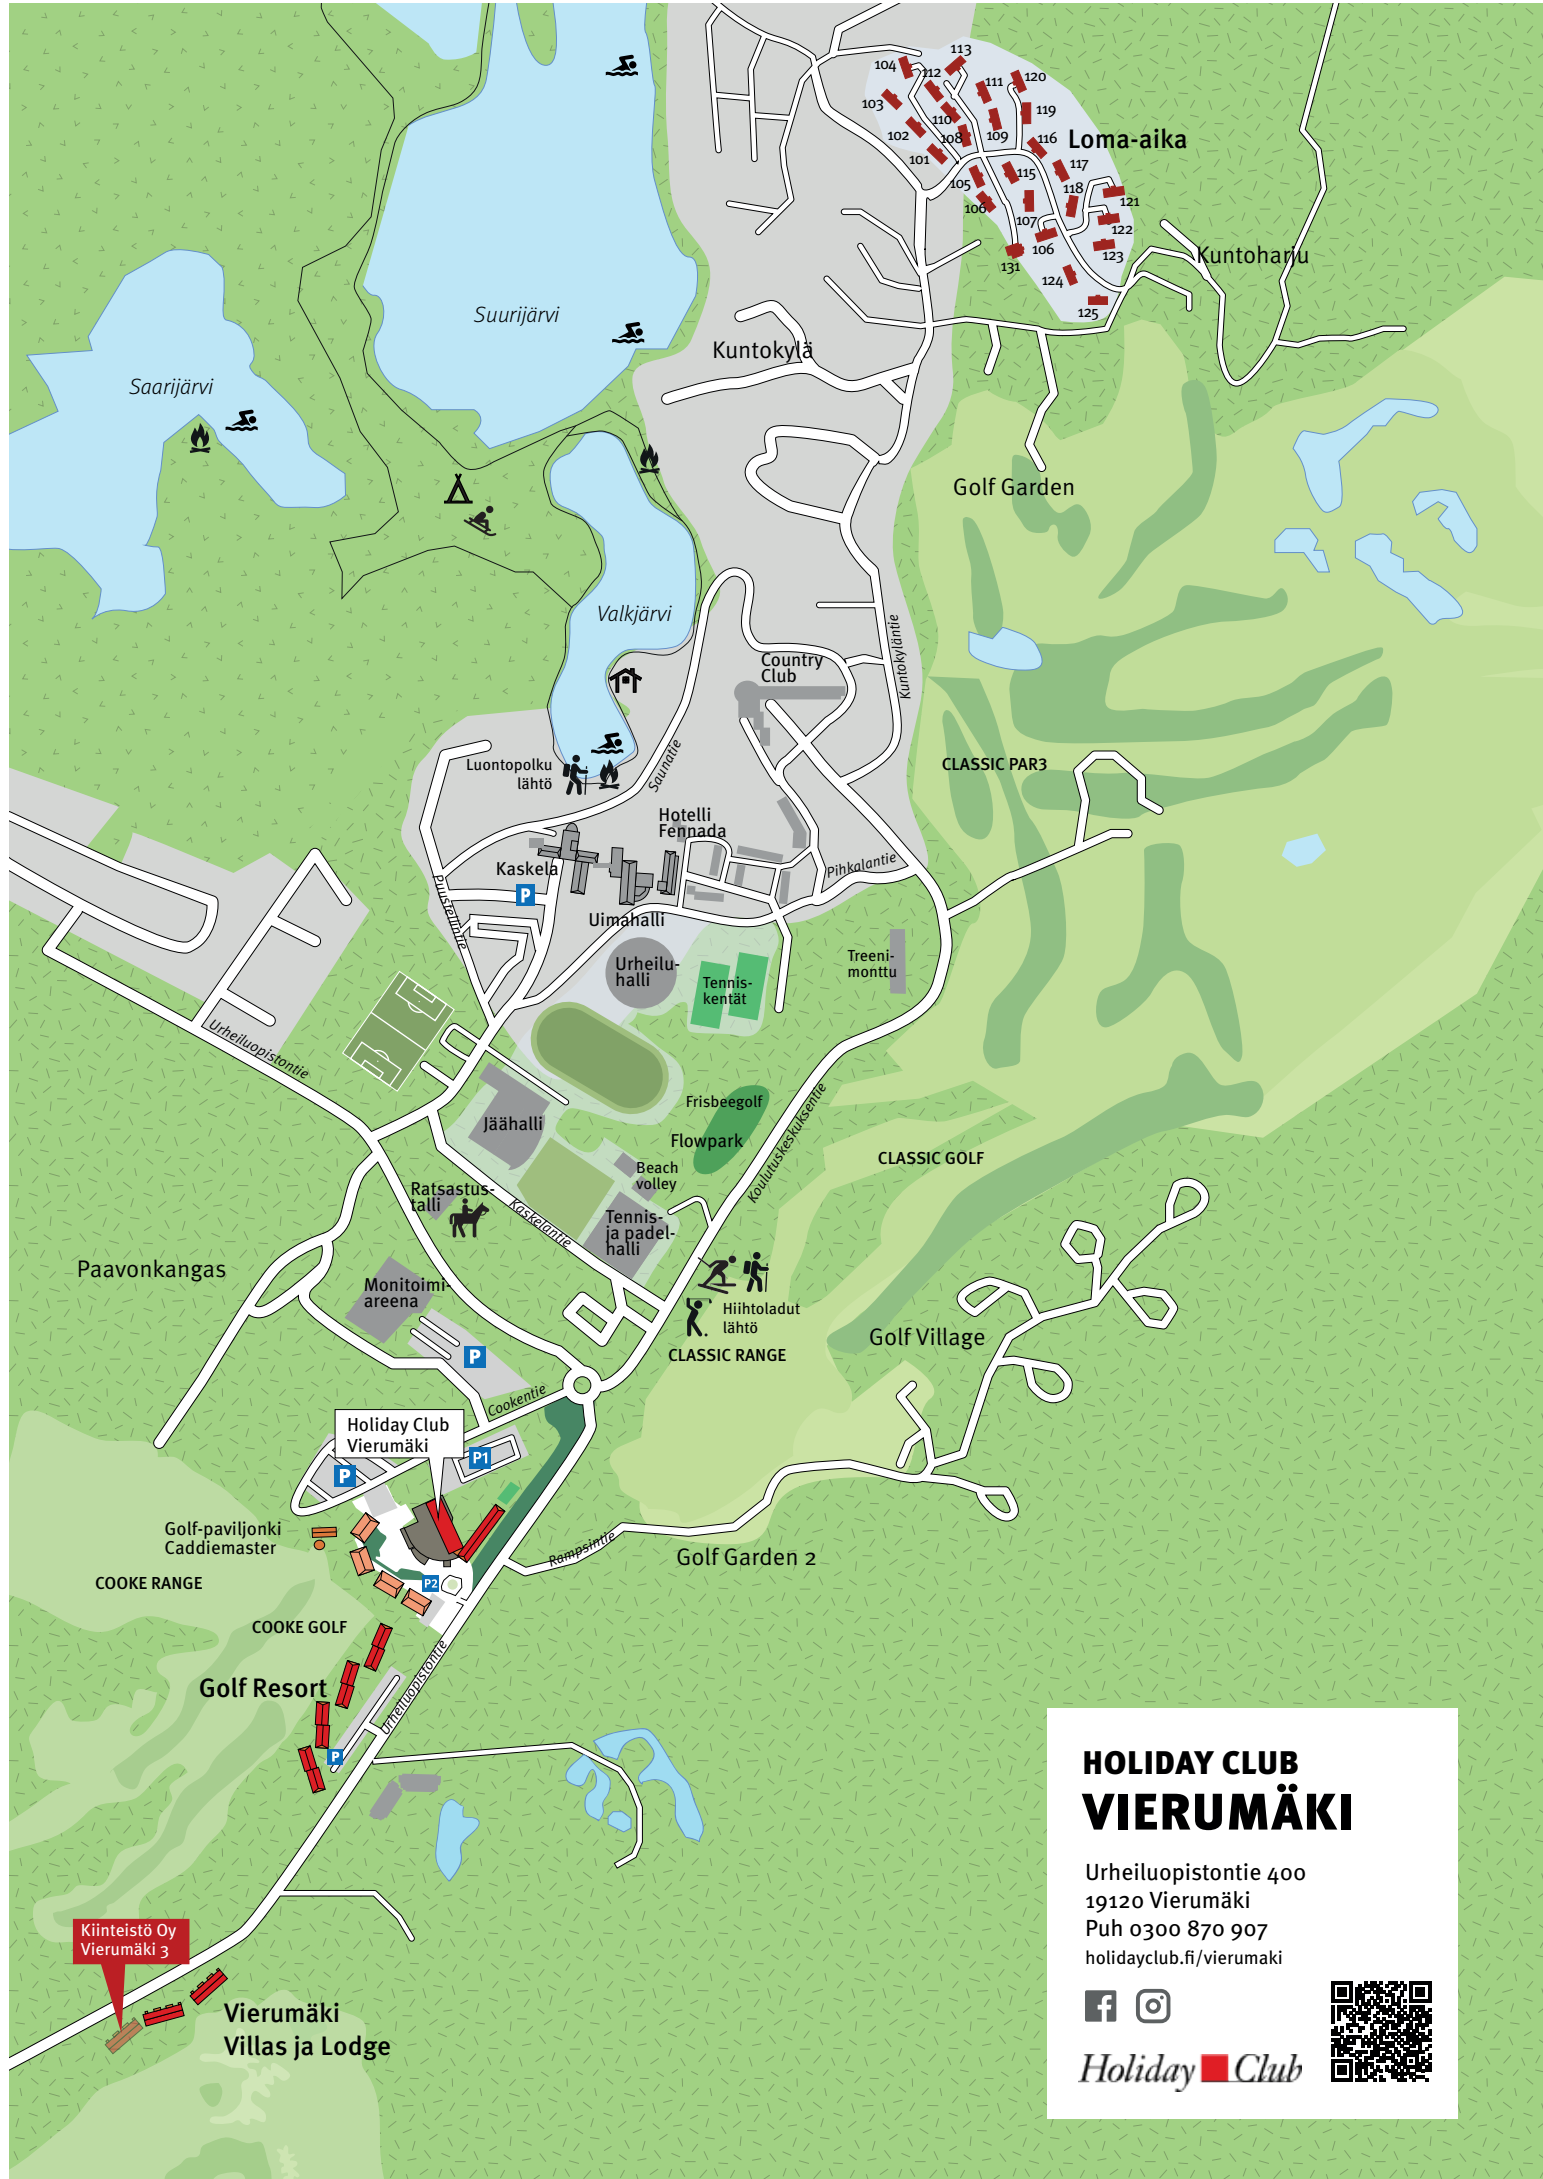 104
113
112
111
120
103
110
119
102
108
109
116
Loma-aika
101
117
115
105
118
121
106
107
122
106
123
131
124
125
Kuntoharju
Suurijärvi
Kuntokylä
Saarijärvi
Golf Garden
Valkjärvi
Kuntokyläntie
Country
Club
CLASSIC PAR3
Luontopolku
lähtö
Saunatie
Hotelli
Fennada
Kaskela
P
Pihkalantie
Puustellintie
Uimahalli
Urheilu-
halli
Tennis-
kentät
Treeni-
monttu
Urheiluopistontie
Frisbeegolf
Jäähalli
Flowpark
Koulutuskeskuksentie
CLASSIC GOLF
Beach
volley
Ratsastus-
talli
Kaskelantie
Tennis-
ja padel-
halli
Paavonkangas
Monitoimi-
areena
Hiihtoladut
lähtö
Golf Village
CLASSIC RANGE
P
Cookentie
Holiday Club
Vierumäki
P1
P
Golf-paviljonki
Caddiemaster
Rampsintie
Golf Garden 2
COOKE RANGE
P2
COOKE GOLF
Golf Resort
Urheiluopistontie
P
Kiinteistö Oy
Vierumäki 3
Vierumäki
Villas ja Lodge
HOLIDAY CLUB
VIERUMÄKI
Urheiluopistontie 400
19120 Vierumäki
Puh 0300 870 907
holidayclub.fi/vierumaki
Holiday Club